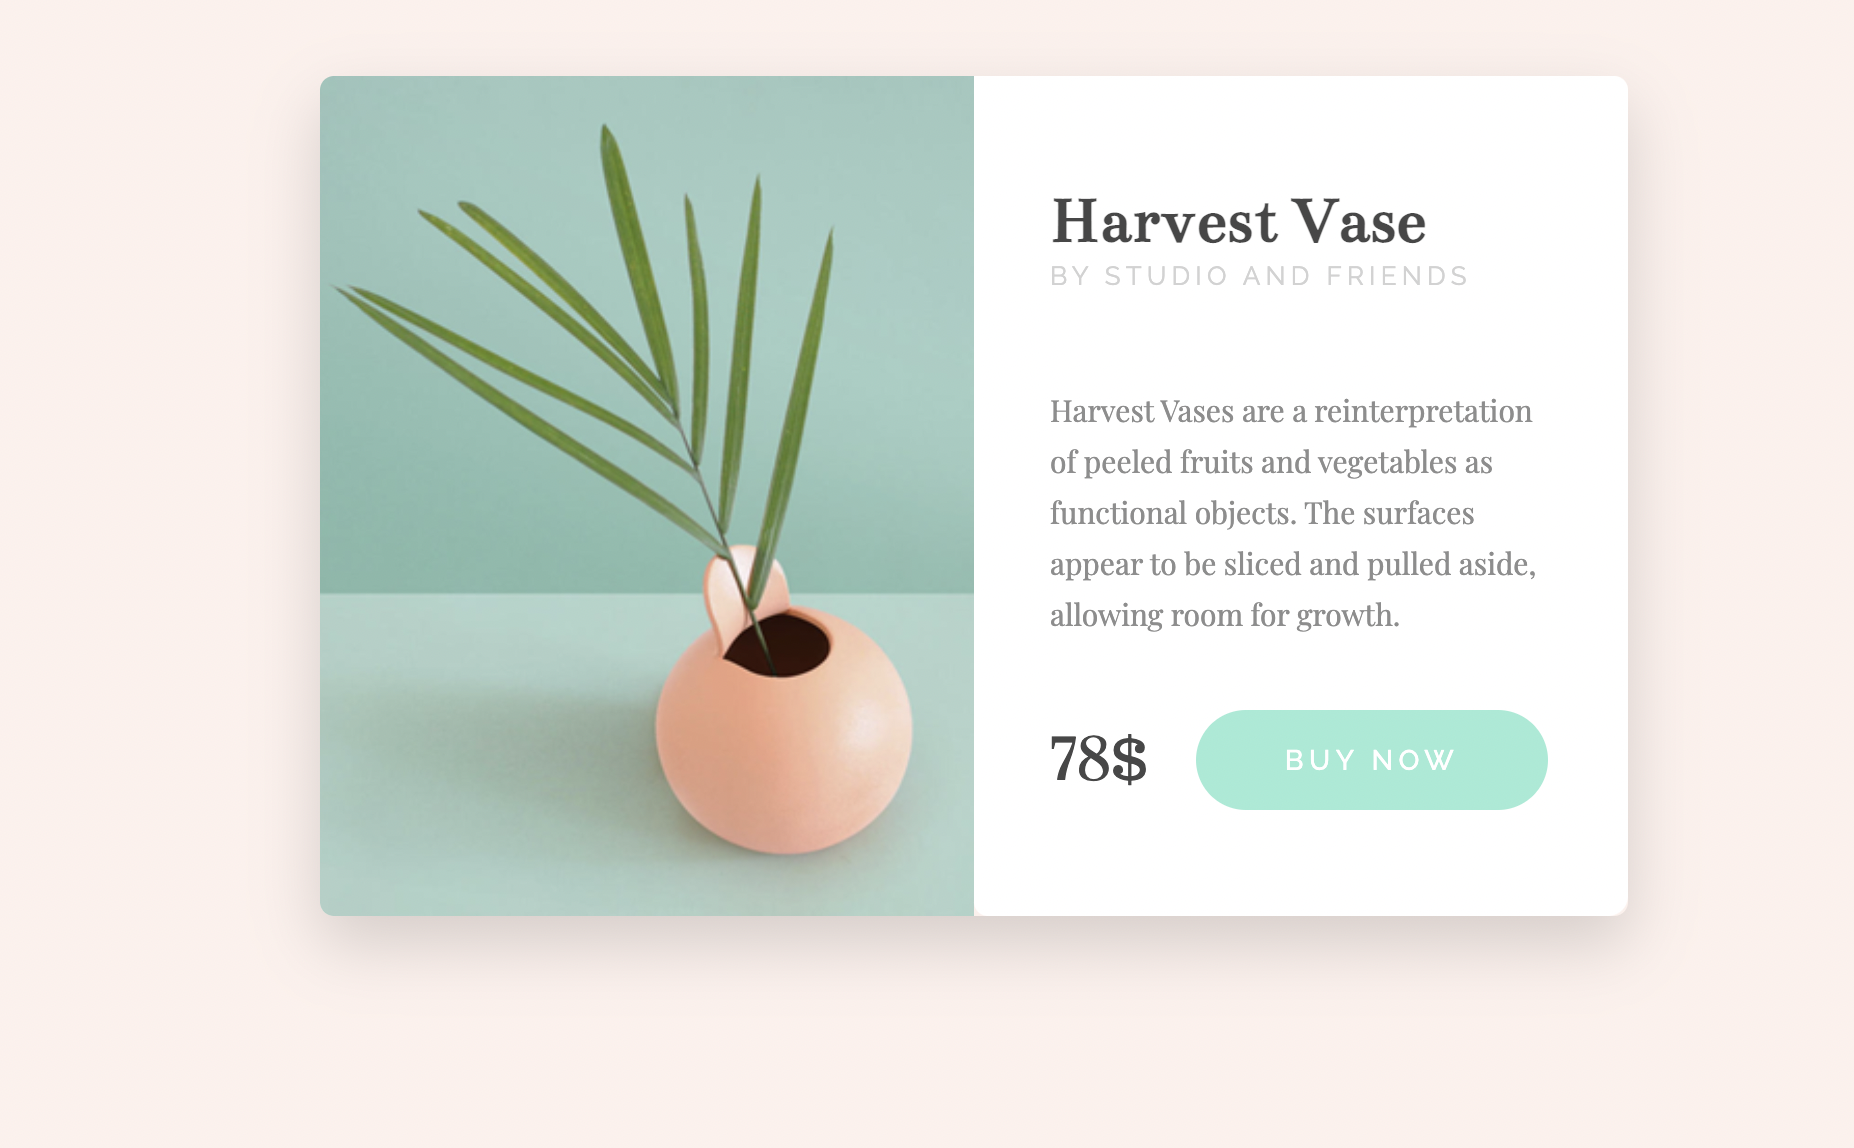 Harvest Vase
BY STUDIO AND FRIENDS
Harvest Vases are a reinterpretation
of peeled fruits and vegetables as
functional objects. The surfaces
appear to be sliced and pulled aside,
allowing room for growth.
78$
BUY NOW